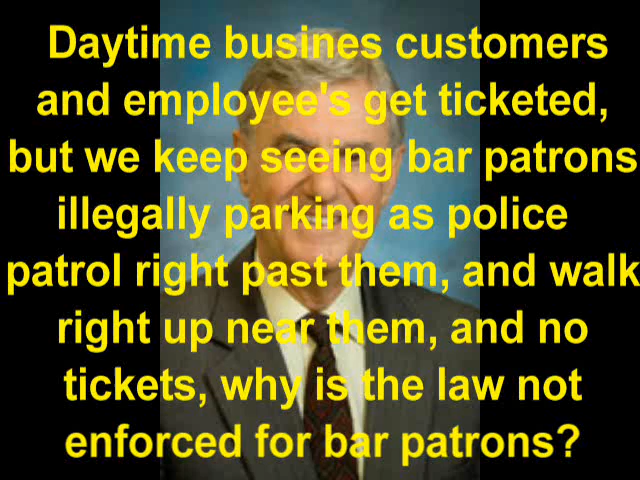 Daytime busines customers
and employee's get ticketed,
but we keep seeing bar patrons
illegally parking as police
patrol right past them, and walk
right up near them, and no
tickets, why is the law not
enforced for bar patrons?